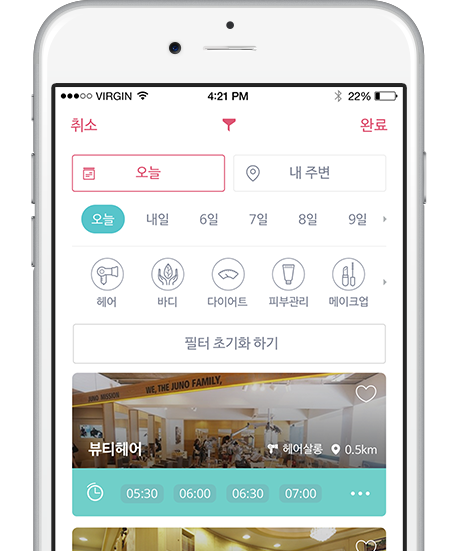 ●●●○○ VIRGIN 4:21 PM 22%
취소 완료
오늘 내 주변
오늘 내일 6일 7일 8일 9일
헤어 바디 다이어트 피부관리 메이크업
필터 초기화 하기
WE, THE JUNO FAMILY,
JUNO, MISSION
뷰티헤어 헤어살롱 0.5km
05:30 06:00 06:30 07:00 •••